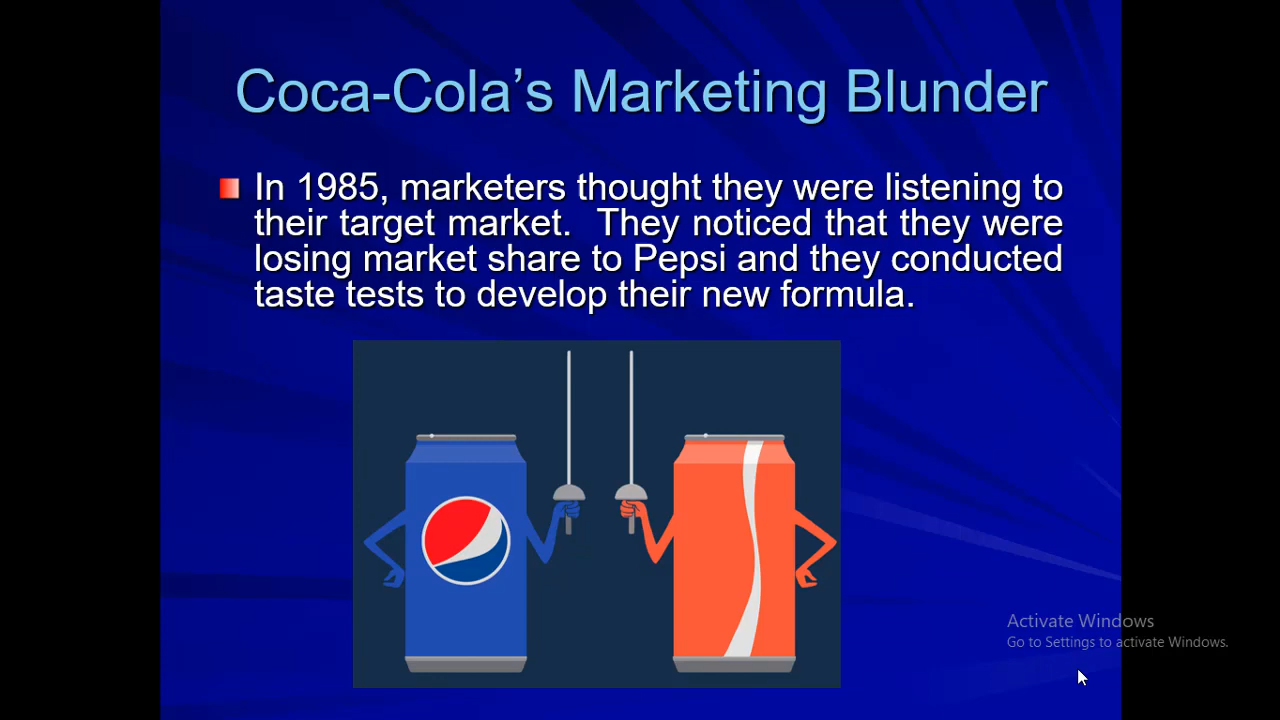 Coca-Cola’s Marketing Blunder
In 1985, marketers thought they were listening to
their target market.  They noticed that they were
losing market share to Pepsi and they conducted
taste tests to develop their new formula.
Activate Windows
Go to Settings to activate Windows.